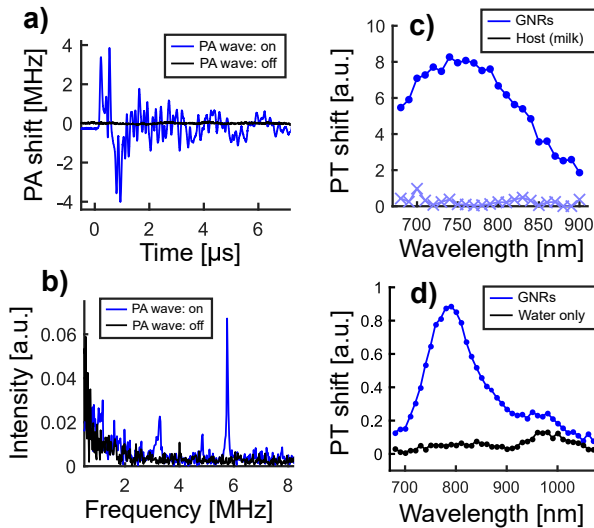 a)
PA wave: on
PA wave: off
PA shift [MHz]
4
2
0
-2
-4
0 2 4 6
Time [µs]
b)
PA wave: on
PA wave: off
Intensity [a.u.]
0.06
0.04
0.02
0
2 4 6 8
Frequency [MHz]
c)
GNRs
Host (milk)
PT shift [a.u.]
10
8
6
4
2
0
700 750 800 850 900
Wavelength [nm]
d)
GNRs
Water only
PT shift [a.u.]
1
0.8
0.6
0.4
0.2
0
700 800 900 1000
Wavelength [nm]